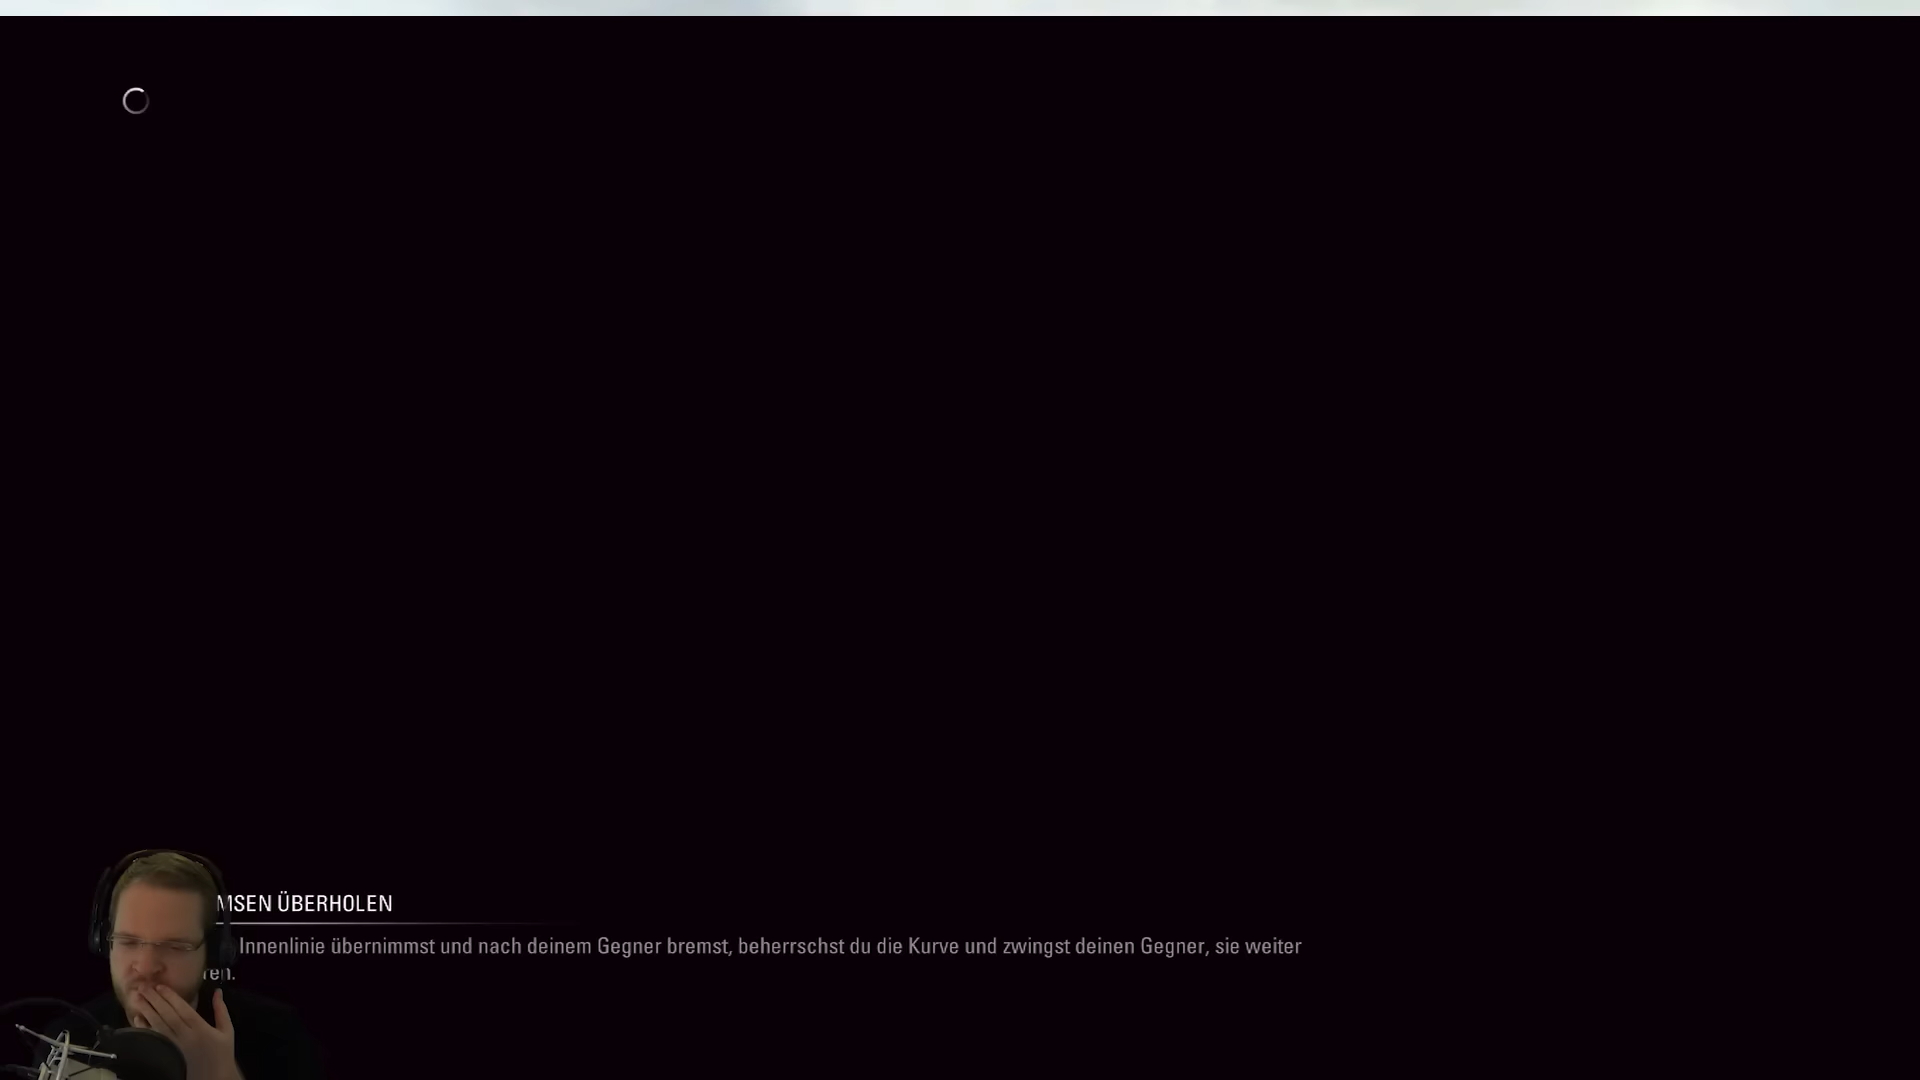 MSEN ÜBERHOLEN
Innenlinie übernimmst und nach deinem Gegner bremst, beherrschst du die Kurve und zwingst deinen Gegner, sie weiter
ren.